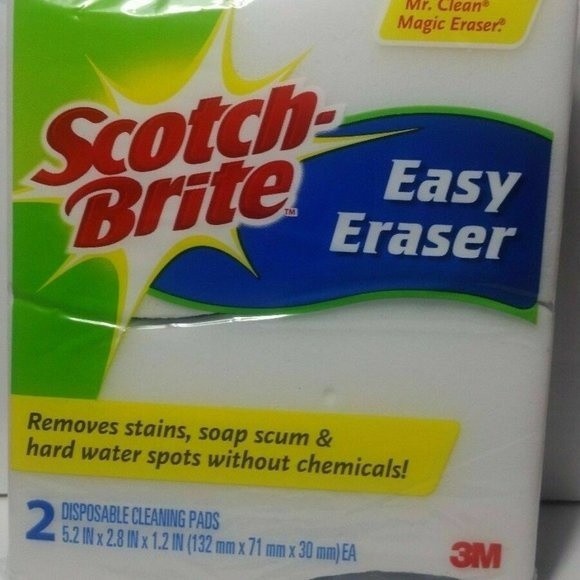 Mr. Clean®
Magic Eraser®
Scotch-
Brite™
Easy
Eraser
Removes stains, soap scum &
hard water spots without chemicals!
2 DISPOSABLE CLEANING PADS
5.2 IN x 2.8 IN x 1.2 IN (132 mm x 71 mm x 30 mm) EA
3M